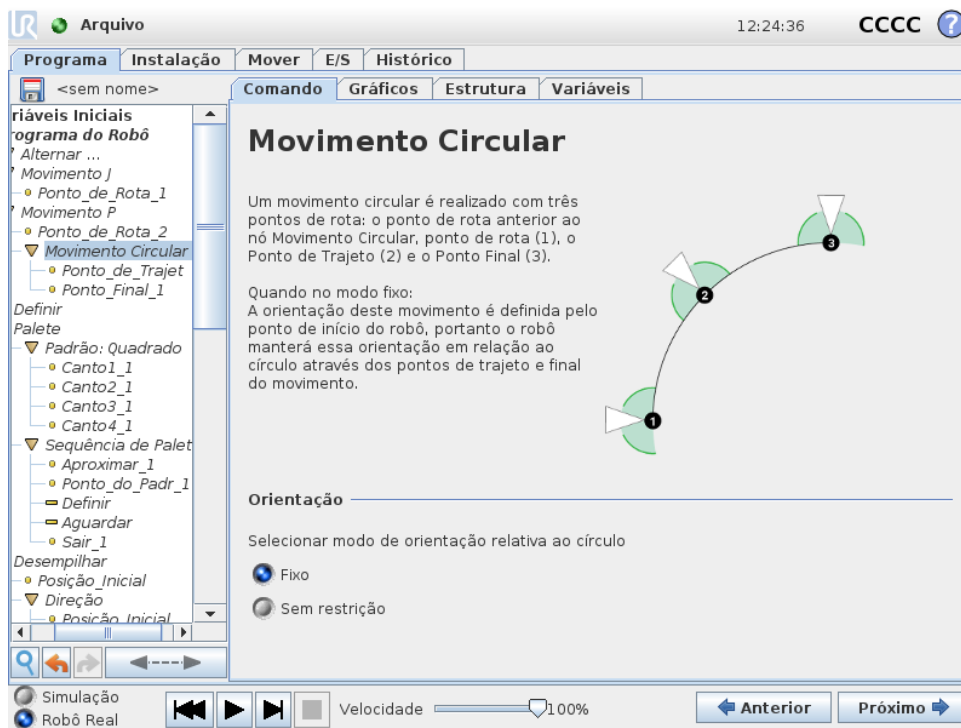 UR Arquivo 12:24:36 CCCC ?
Programa Instalação Mover E/S Histórico
<sem nome> Comando Gráficos Estrutura Variáveis
riáveis Iniciais
rograma do Robô
Alternar ...
Movimento J
Ponto_de_Rota_1
Movimento P
Ponto_de_Rota_2
Movimento Circular
Ponto_de_Trajet
Ponto_Final_1
Definir
Palete
Padrão: Quadrado
Canto1_1
Canto2_1
Canto3_1
Canto4_1
Sequência de Palet
Aproximar_1
Ponto_do_Padr_1
Definir
Aguardar
Sair_1
Desempilhar
Posição_Inicial
Direção
Posição_Inicial
Movimento Circular
Um movimento circular é realizado com três
pontos de rota: o ponto de rota anterior ao
nó Movimento Circular, ponto de rota (1), o
Ponto de Trajeto (2) e o Ponto Final (3).
Quando no modo fixo:
A orientação deste movimento é definida pelo
ponto de início do robô, portanto o robô
manterá essa orientação em relação ao
círculo através dos pontos de trajeto e final
do movimento.
3
2
1
Orientação
Selecionar modo de orientação relativa ao círculo
Fixo
Sem restrição
Simulação
Robô Real
Velocidade 100%
Anterior Próximo